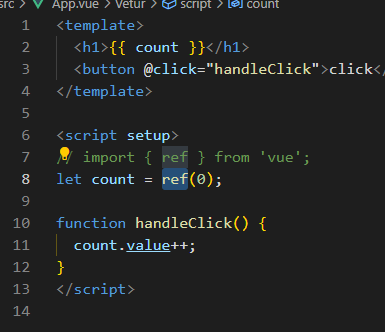 src > App.vue > Vetur > script > count
1 <template>
2 <h1>{{ count }}</h1>
3 <button @click="handleClick">click</
4 </template>
5
6 <script setup>
7 // import { ref } from 'vue';
8 let count = ref(0);
9
10 function handleClick() {
11 count.value++;
12 }
13 </script>
14